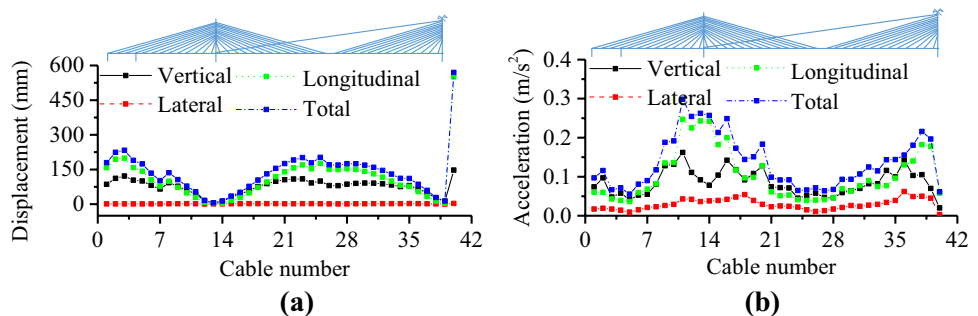 Displacement (mm)
600
450
300
150
0
Vertical
Longitudinal
Lateral
Total
0 7 14 21 28 35 42
Cable number
(a)
Acceleration (m/s²)
0.4
0.3
0.2
0.1
0.0
Vertical
Longitudinal
Lateral
Total
0 7 14 21 28 35 42
Cable number
(b)